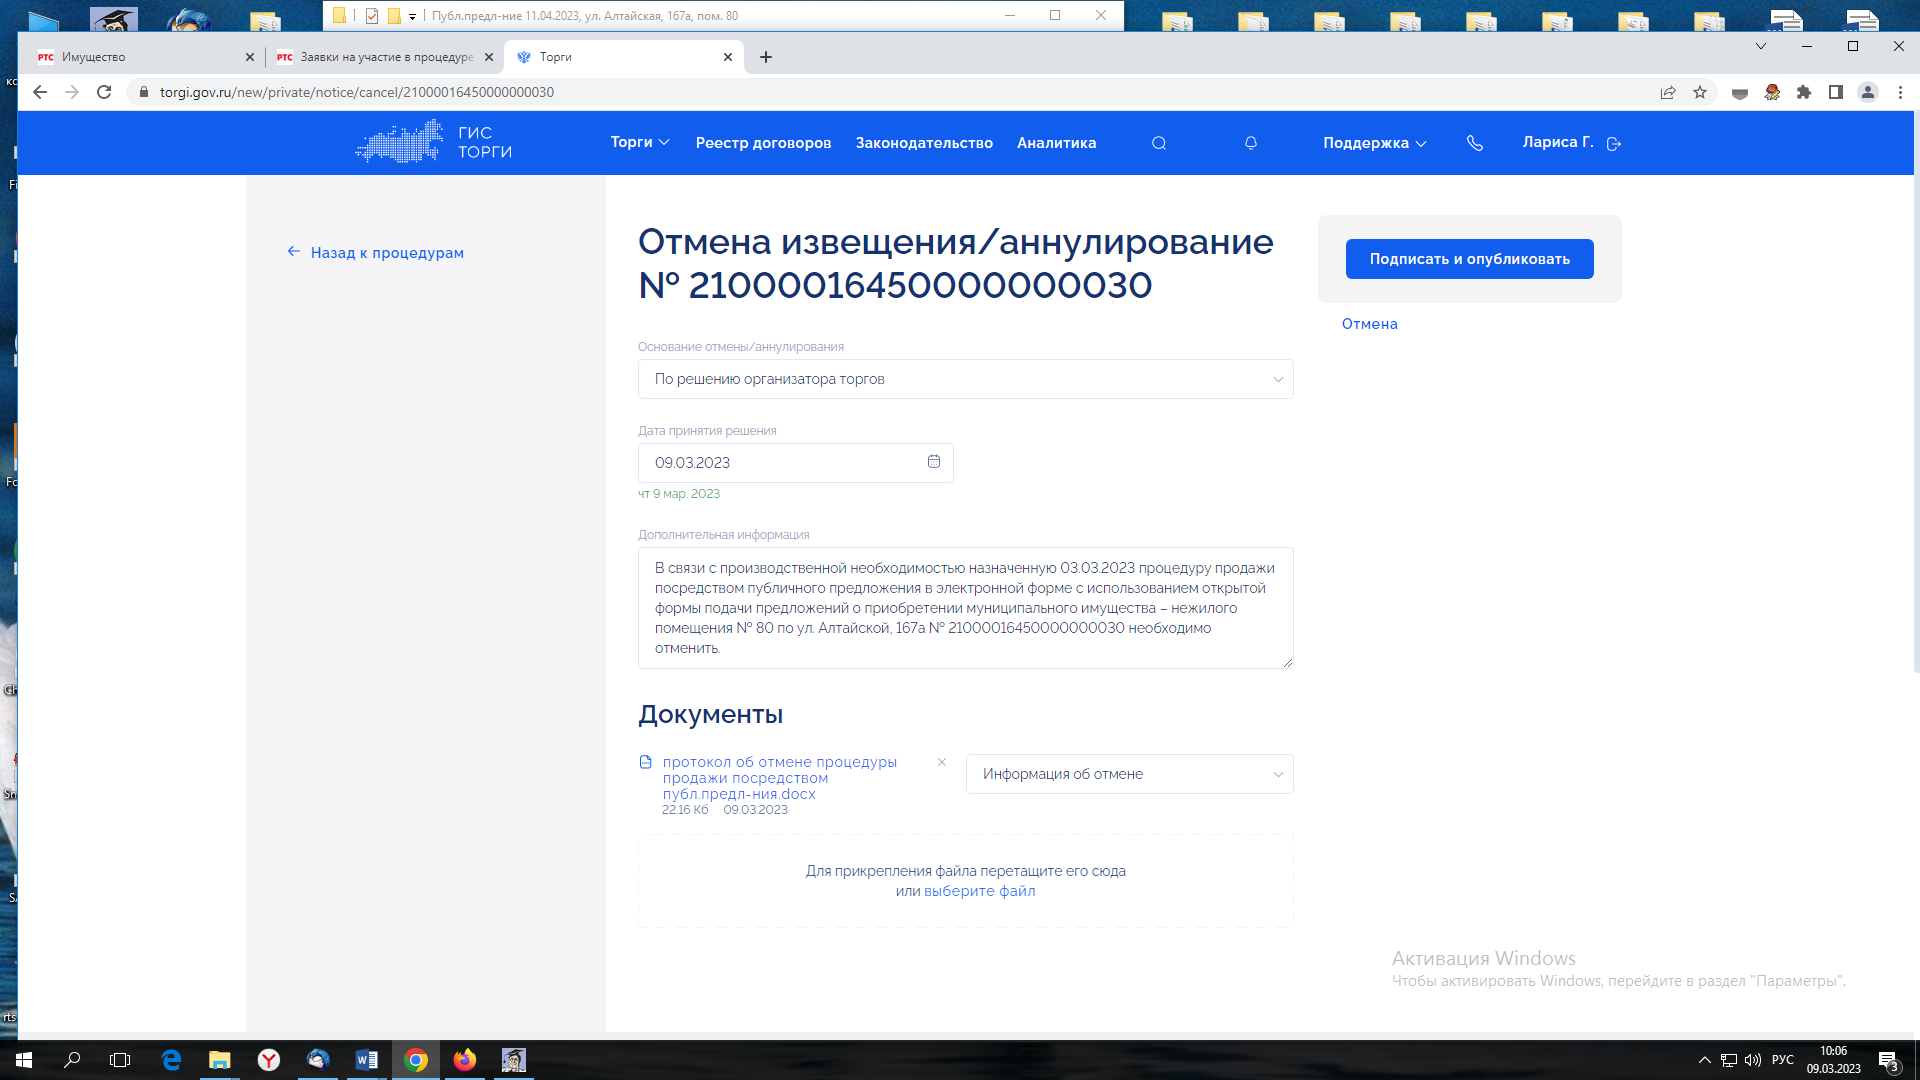 Публ.предл-ние 11.04.2023, ул. Алтайская, 167а, пом. 80
РТС Имущество
РТС Заявки на участие в процедуре
Торги
torgi.gov.ru/new/private/notice/cancel/21000016450000000030
ГИС
ТОРГИ
Торги
Реестр договоров
Законодательство
Аналитика
Поддержка
Лариса Г.
Назад к процедурам
Отмена извещения/аннулирование
№ 21000016450000000030
Подписать и опубликовать
Отмена
Основание отмены/аннулирования
По решению организатора торгов
Дата принятия решения
09.03.2023
чт 9 мар. 2023
Дополнительная информация
В связи с производственной необходимостью назначенную 03.03.2023 процедуру продажи
посредством публичного предложения в электронной форме с использованием открытой
формы подачи предложений о приобретении муниципального имущества – нежилого
помещения № 80 по ул. Алтайской, 167а № 21000016450000000030 необходимо
отменить.
Документы
протокол об отмене процедуры
продажи посредством
публ.предл-ния.docx
22.16 Кб 09.03.2023
Информация об отмене
Для прикрепления файла перетащите его сюда
или выберите файл
Активация Windows
Чтобы активировать Windows, перейдите в раздел "Параметры".
РУС
10:06
09.03.2023
3